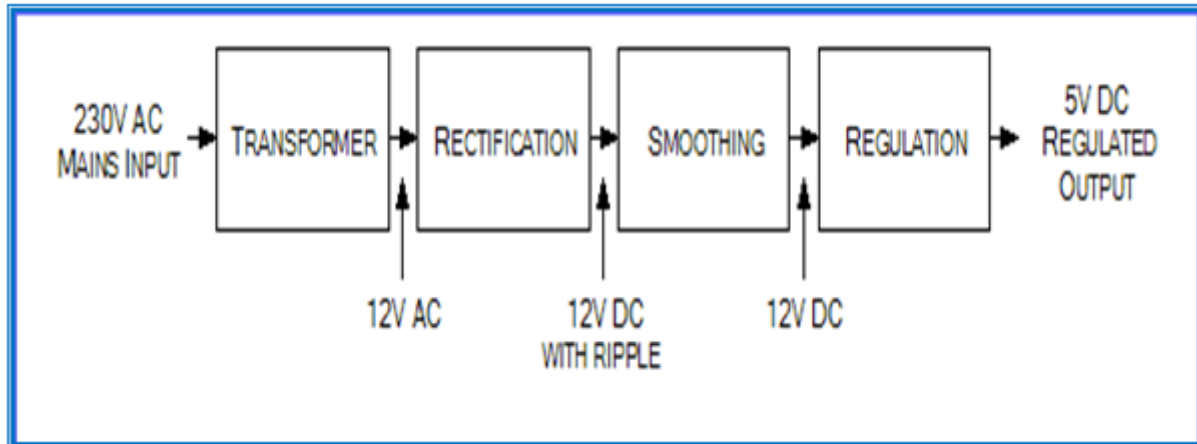 230V AC
MAINS INPUT
TRANSFORMER
RECTIFICATION
SMOOTHING
REGULATION
5V DC
REGULATED
OUTPUT
12V AC
12V DC
WITH RIPPLE
12V DC